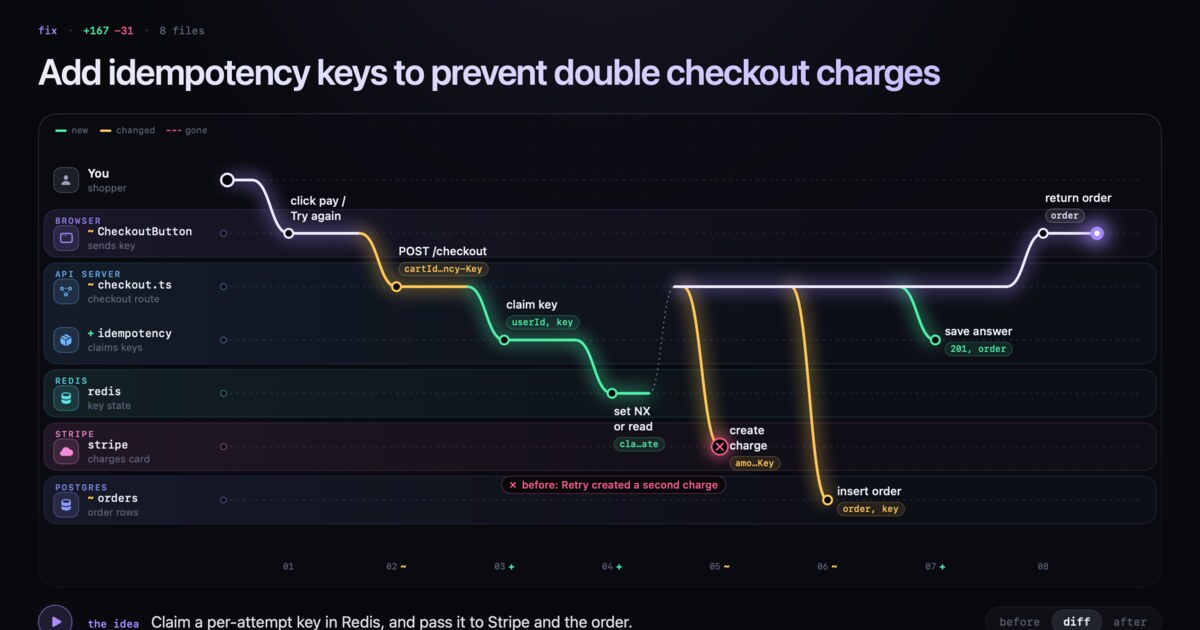 fix · +167 −31 · 8 files
Add idempotency keys to prevent double checkout charges
new changed gone
You
shopper
click pay /
Try again
return order
order
BROWSER
~ CheckoutButton
sends key
POST /checkout
cartId…ncy-Key
API SERVER
~ checkout.ts
checkout route
claim key
userId, key
+ idempotency
claims keys
save answer
201, order
REDIS
redis
key state
set NX
or read
cla…ate
STRIPE
stripe
charges card
create
charge
amo…Key
× before: Retry created a second charge
POSTGRES
~ orders
order rows
insert order
order, key
01 02 ~ 03 + 04 + 05 ~ 06 ~ 07 + 08
the idea Claim a per-attempt key in Redis, and pass it to Stripe and the order.
before diff after